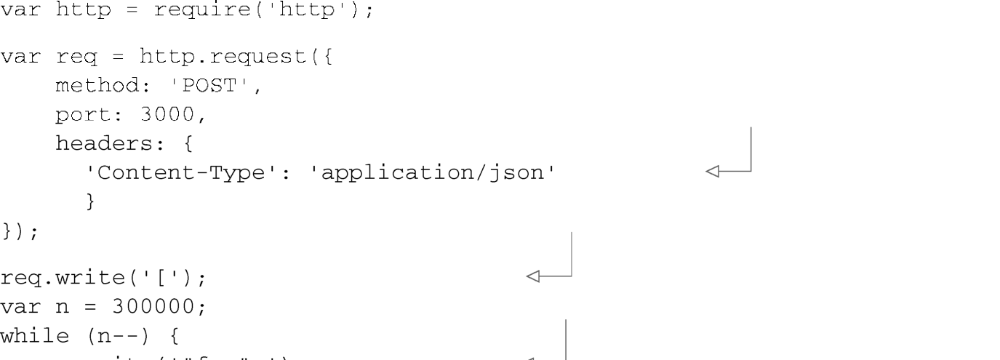 var http = require('http');
var req = http.request({
    method: 'POST',
    port: 3000,
    headers: {
      'Content-Type': 'application/json'
      }
});
req.write('[');
var n = 300000;
while (n--) {